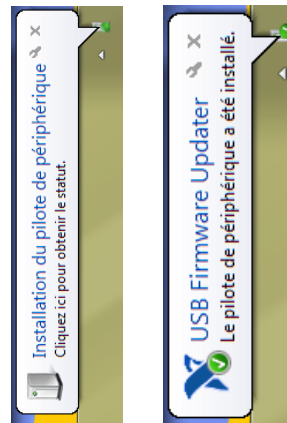 Installation du pilote de périphérique
Cliquez ici pour obtenir le statut.
USB Firmware Updater
Le pilote de périphérique a été installé.